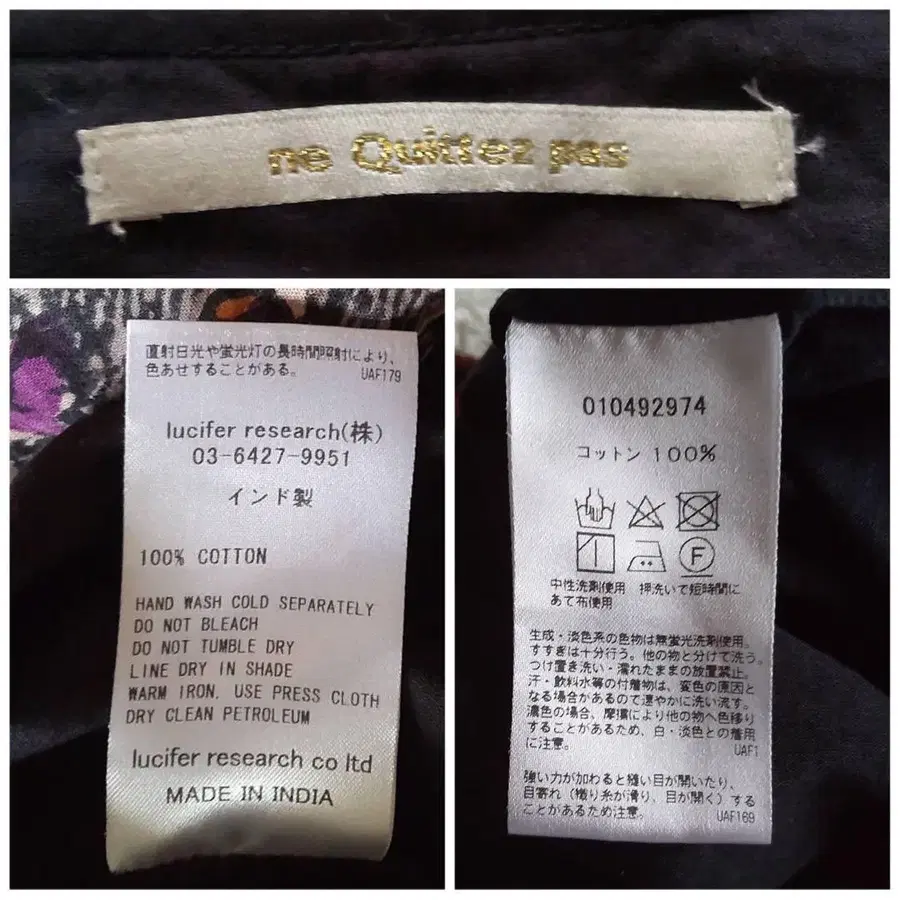 ne Quittez pas
直射日光や蛍光灯の長時間照射により、
色あせすることがある。
UAF179
lucifer research(株)
03-6427-9951
インド製
100% COTTON
HAND WASH COLD SEPARATELY
DO NOT BLEACH
DO NOT TUMBLE DRY
LINE DRY IN SHADE
WARM IRON, USE PRESS CLOTH
DRY CLEAN PETROLEUM
lucifer research co ltd
MADE IN INDIA
010492974
コットン 100%
F
中性洗剤使用 押洗いで短時間に
あて布使用
生成・淡色系の色物は無蛍光洗剤使用。
すすぎは十分行う。他の物と分けて洗う。
つけ置き洗い・濡れたままの放置禁止。
汗・飲料水等の付着物は、変色の原因と
なる場合があるので速やかに洗い流す。
濃色の場合、摩擦により他の物へ色移り
することがあるため、白・淡色との着用
に注意。
UAF1
強い力が加わると縫い目が開いたり、
目寄れ（織り糸が滑り、目が開く）する
ことがあるため注意。
UAF169